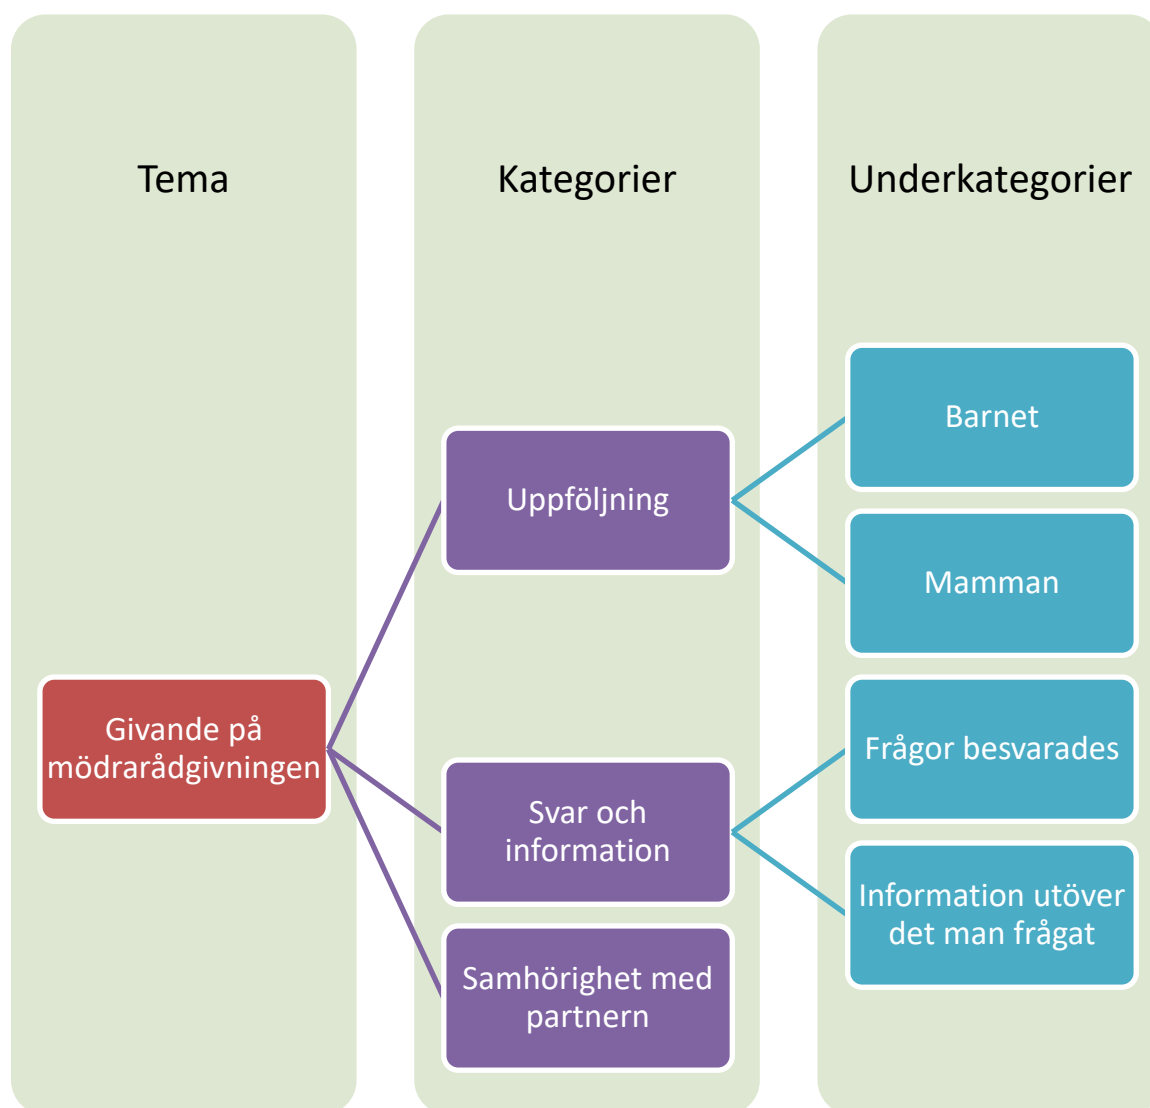 Tema
Kategorier
Underkategorier
Givande på
mödrarådgivningen
Uppföljning
Svar och
information
Samhörighet med
partnern
Barnet
Mamman
Frågor besvarades
Information utöver
det man frågat